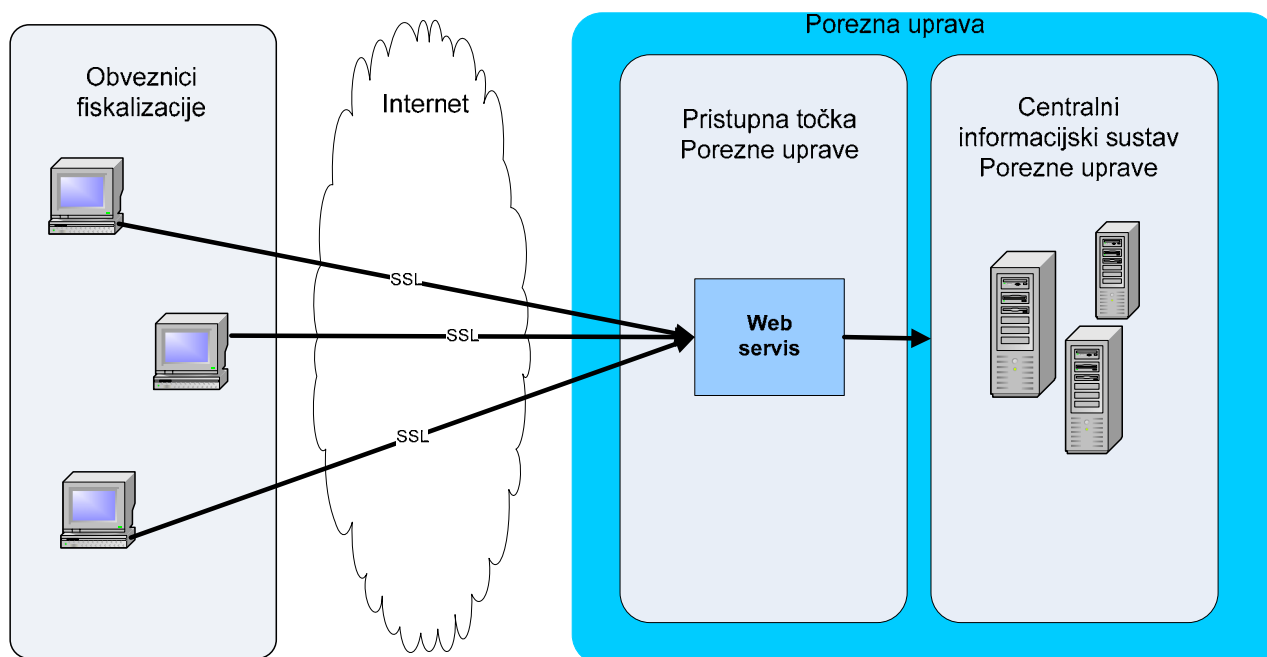 Porezna uprava
Obveznici
fiskalizacije
Internet
Pristupna točka
Porezne uprave
Centralni
informacijski sustav
Porezne uprave
SSL
SSL
SSL
Web
servis